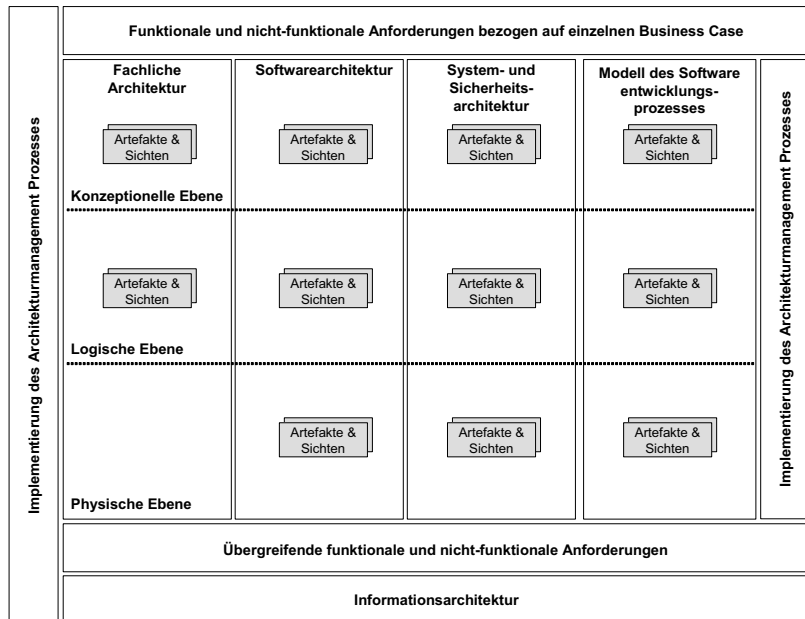 Funktionale und nicht-funktionale Anforderungen bezogen auf einzelnen Business Case
Implementierung des Architekturmanagement Prozesses
Fachliche
Architektur
Softwarearchitektur
System- und
Sicherheits-
architektur
Modell des Software
entwicklungs-
prozesses
Implementierung des Architekturmanagement Prozesses
Artefakte &
Sichten
Artefakte &
Sichten
Artefakte &
Sichten
Artefakte &
Sichten
Konzeptionelle Ebene
Artefakte &
Sichten
Artefakte &
Sichten
Artefakte &
Sichten
Artefakte &
Sichten
Logische Ebene
Artefakte &
Sichten
Artefakte &
Sichten
Artefakte &
Sichten
Physische Ebene
Übergreifende funktionale und nicht-funktionale Anforderungen
Informationsarchitektur